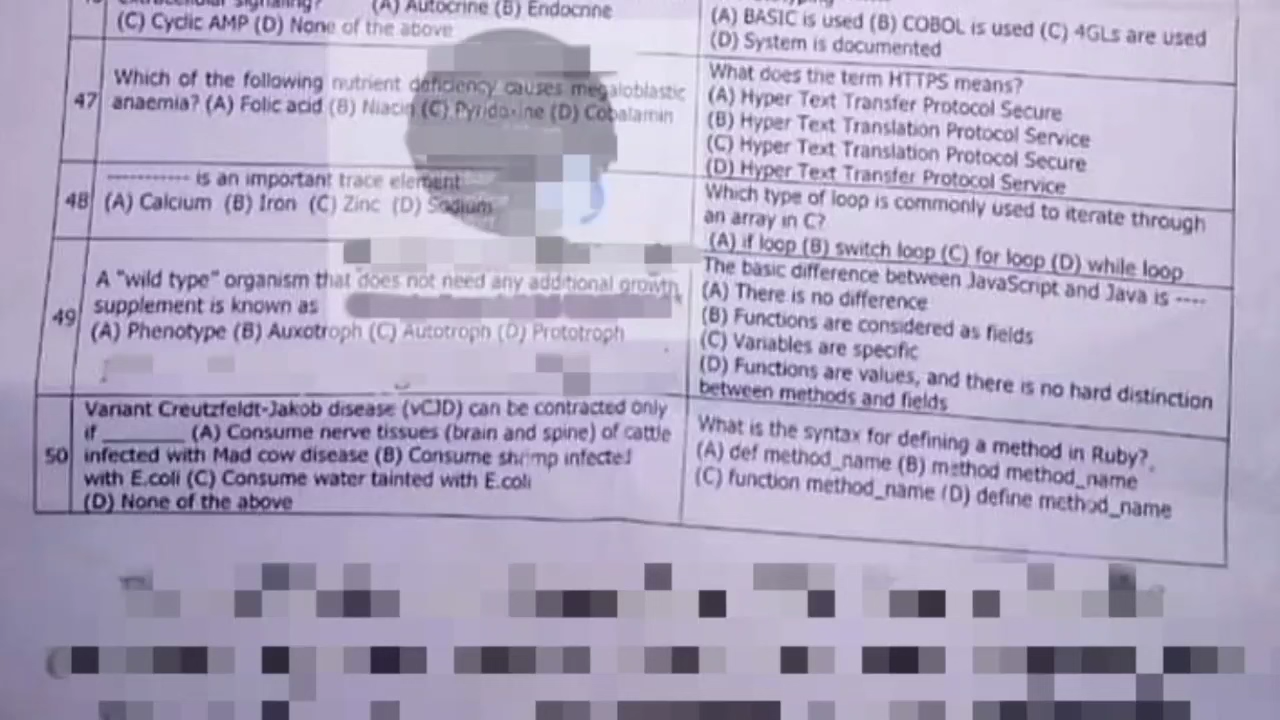 (A) Autocrine (B) Endocrine
(C) Cyclic AMP (D) None of the above
47
Which of the following nutrient deficiency causes megaloblastic
anaemia? (A) Folic acid (B) Niacin (C) Pyridoxine (D) Cobalamin
48
----------- is an important trace element
(A) Calcium (B) Iron (C) Zinc (D) Sodium
49
A "wild type" organism that does not need any additional growth
supplement is known as
(A) Phenotype (B) Auxotroph (C) Autotroph (D) Prototroph
50
Variant Creutzfeldt-Jakob disease (vCJD) can be contracted only
if ________ (A) Consume nerve tissues (brain and spine) of cattle
infected with Mad cow disease (B) Consume shrimp infected
with E.coli (C) Consume water tainted with E.coli
(D) None of the above
(A) BASIC is used (B) COBOL is used (C) 4GLs are used
(D) System is documented
What does the term HTTPS means?
(A) Hyper Text Transfer Protocol Secure
(B) Hyper Text Translation Protocol Service
(C) Hyper Text Translation Protocol Secure
(D) Hyper Text Transfer Protocol Service
Which type of loop is commonly used to iterate through
an array in C?
(A) if loop (B) switch loop (C) for loop (D) while loop
The basic difference between JavaScript and Java is ----
(A) There is no difference
(B) Functions are considered as fields
(C) Variables are specific
(D) Functions are values, and there is no hard distinction
between methods and fields
What is the syntax for defining a method in Ruby?
(A) def method_name (B) method method_name
(C) function method_name (D) define method_name